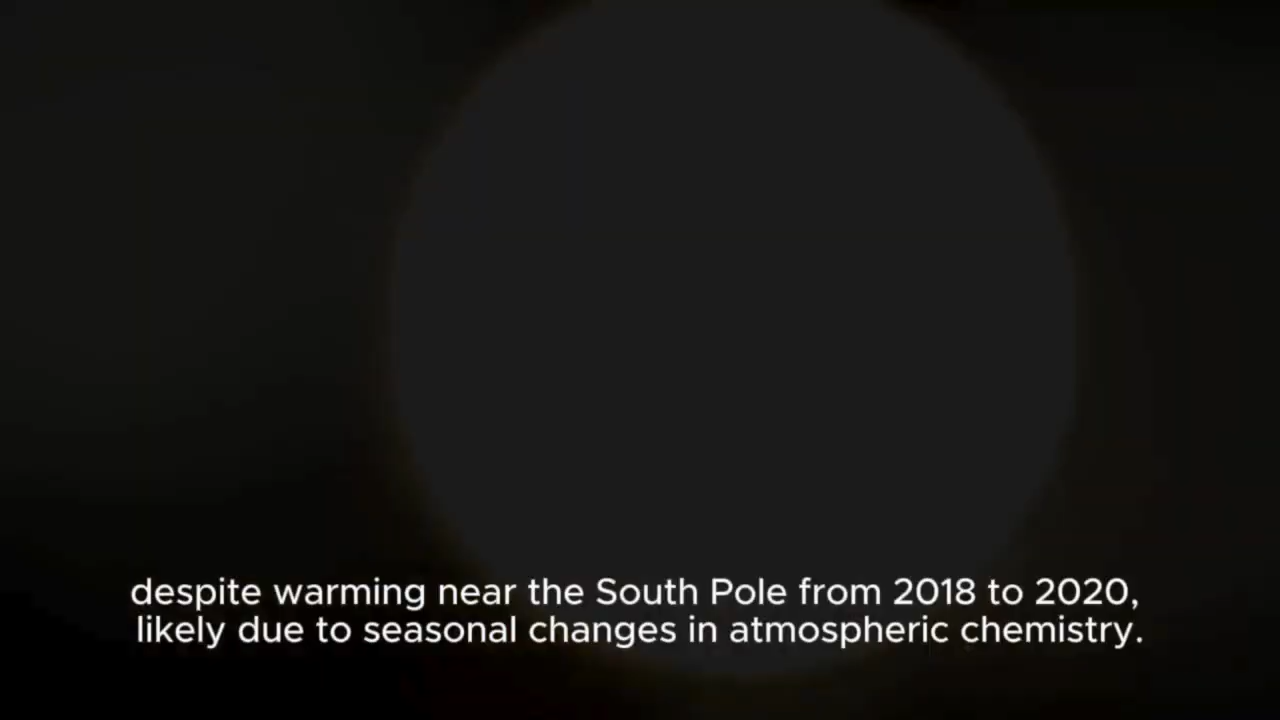 despite warming near the South Pole from 2018 to 2020,
likely due to seasonal changes in atmospheric chemistry.